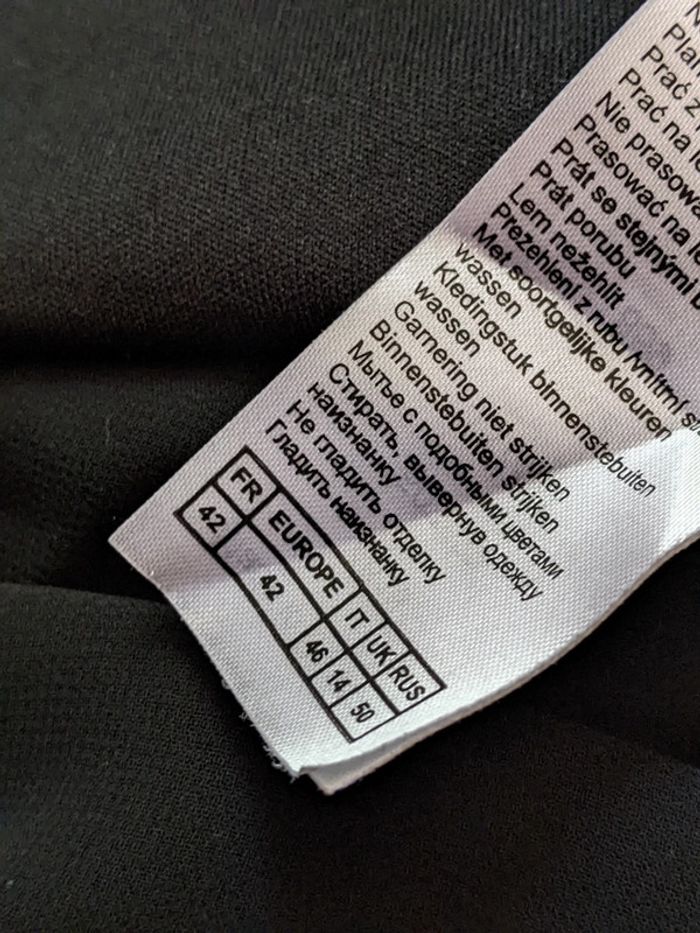 Prać z
Prać na
Nie prasowa
Prasować na
Prát se stejnými
Prát porubu
Lem nežehlit
Přežehlení z rubu /vnitřní
Met soortgelijke kleuren
wassen
Kledingstuk binnenstebuiten
wassen
Garnering niet strijken
Binnenstebuiten strijken
Мытье с подобными цветами
Стирать, вывернув одежду
наизнанку
Не гладить отделку
Гладить наизнанку
FR EUROPE IT UK RUS
42 42 46 14 50